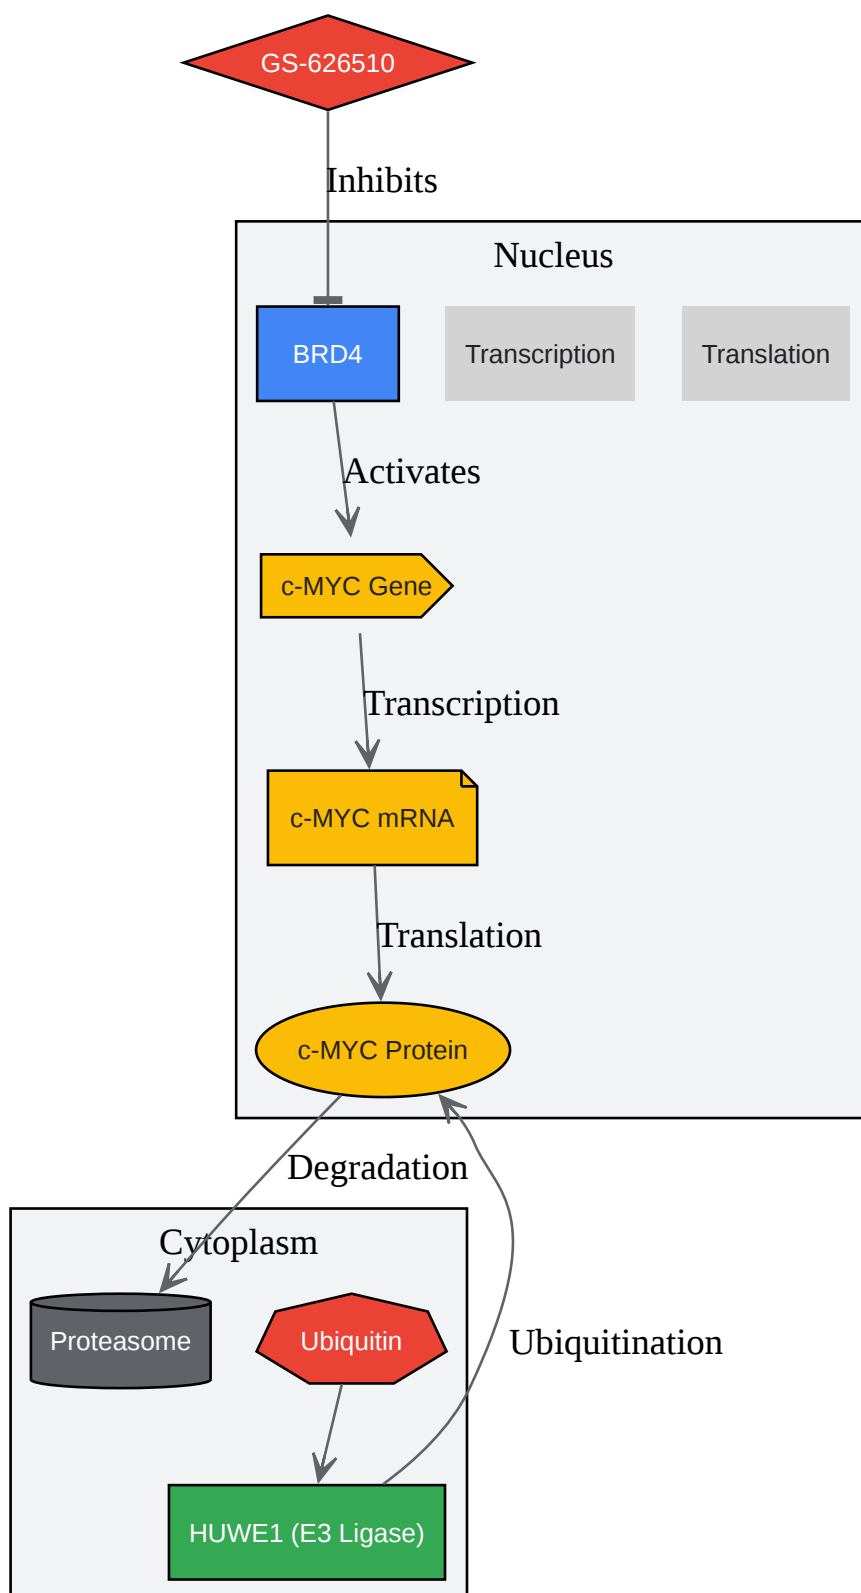 GS-626510
Inhibits
Nucleus
BRD4
Transcription
Translation
Activates
c-MYC Gene
Transcription
c-MYC mRNA
Translation
c-MYC Protein
Degradation
Cytoplasm
Proteasome
Ubiquitin
Ubiquitination
HUWE1 (E3 Ligase)